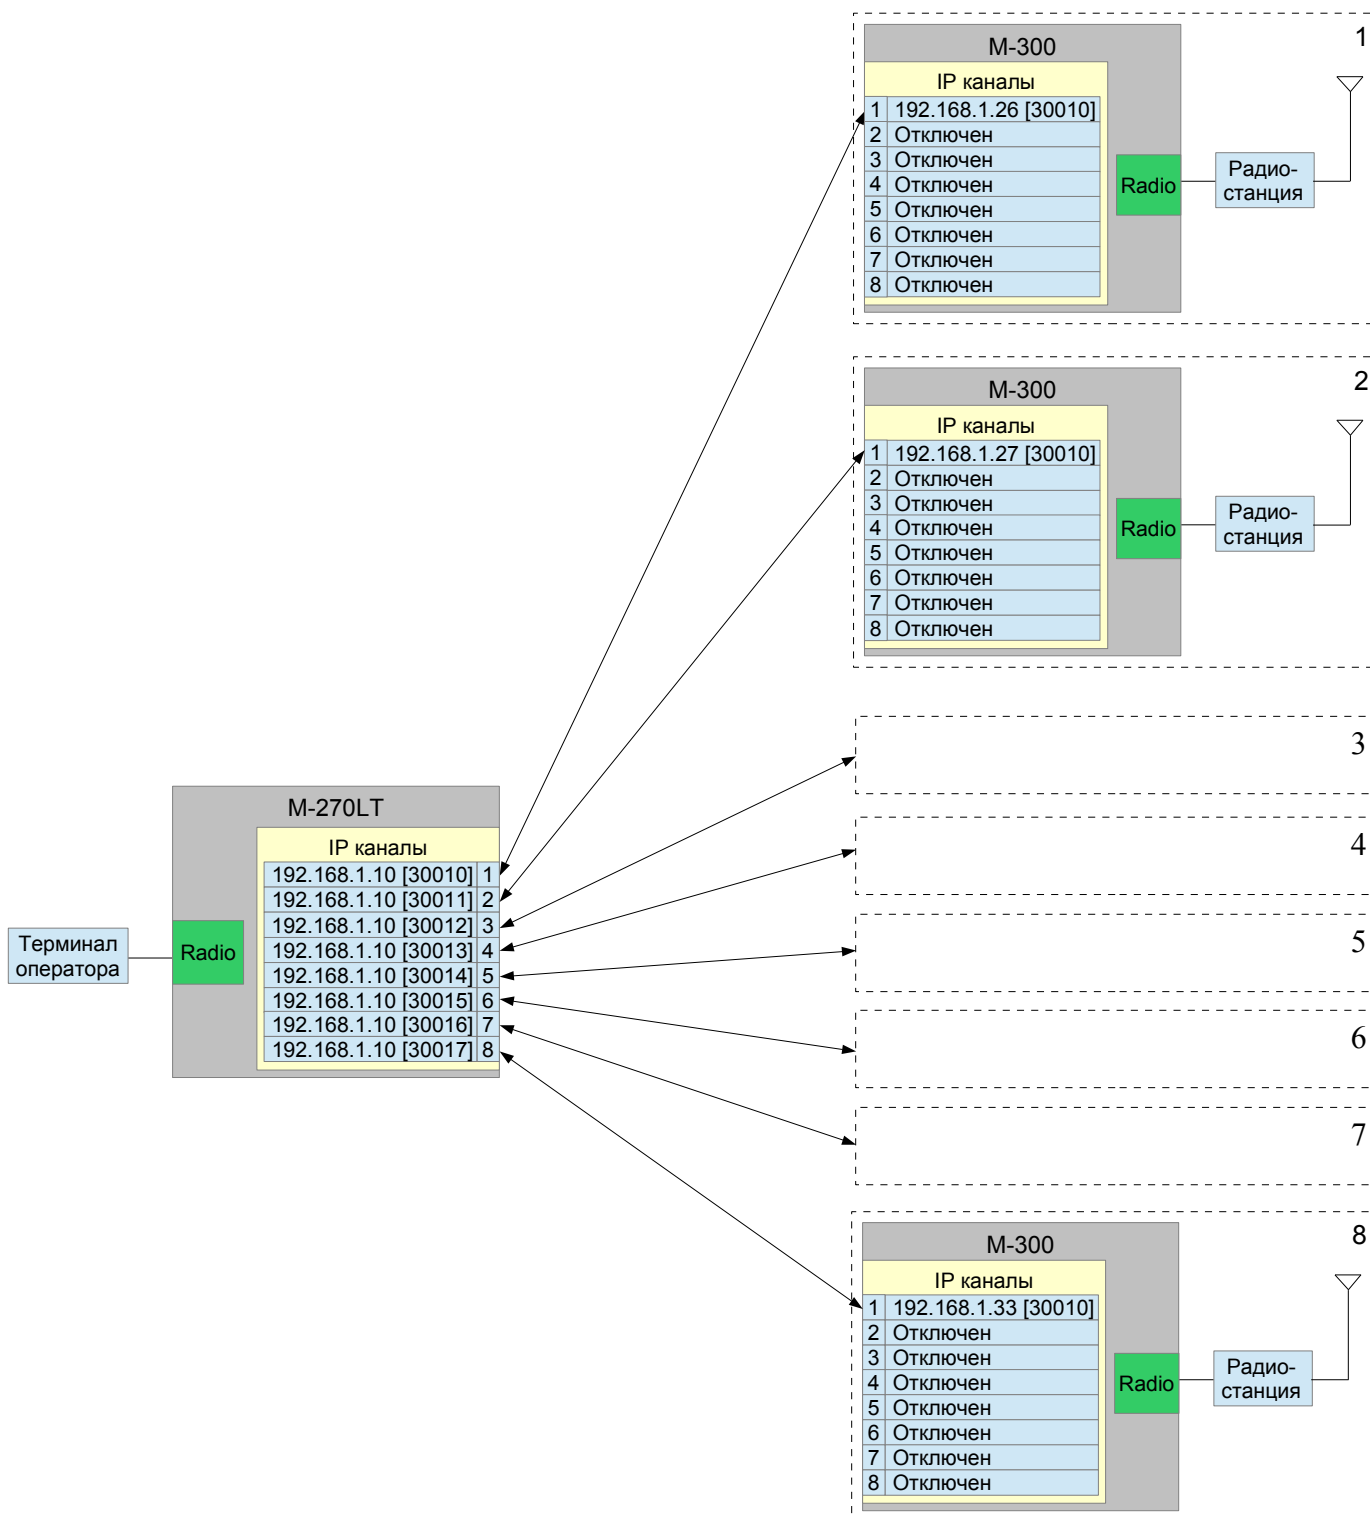 1
M-300
IP каналы
1 192.168.1.26 [30010]
2 Отключен
3 Отключен
4 Отключен
5 Отключен
6 Отключен
7 Отключен
8 Отключен
Radio
Радио-
станция
2
M-300
IP каналы
1 192.168.1.27 [30010]
2 Отключен
3 Отключен
4 Отключен
5 Отключен
6 Отключен
7 Отключен
8 Отключен
Radio
Радио-
станция
3
4
5
6
7
M-270LT
IP каналы
192.168.1.10 [30010] 1
192.168.1.10 [30011] 2
192.168.1.10 [30012] 3
192.168.1.10 [30013] 4
192.168.1.10 [30014] 5
192.168.1.10 [30015] 6
192.168.1.10 [30016] 7
192.168.1.10 [30017] 8
Radio
Терминал
оператора
8
M-300
IP каналы
1 192.168.1.33 [30010]
2 Отключен
3 Отключен
4 Отключен
5 Отключен
6 Отключен
7 Отключен
8 Отключен
Radio
Радио-
станция